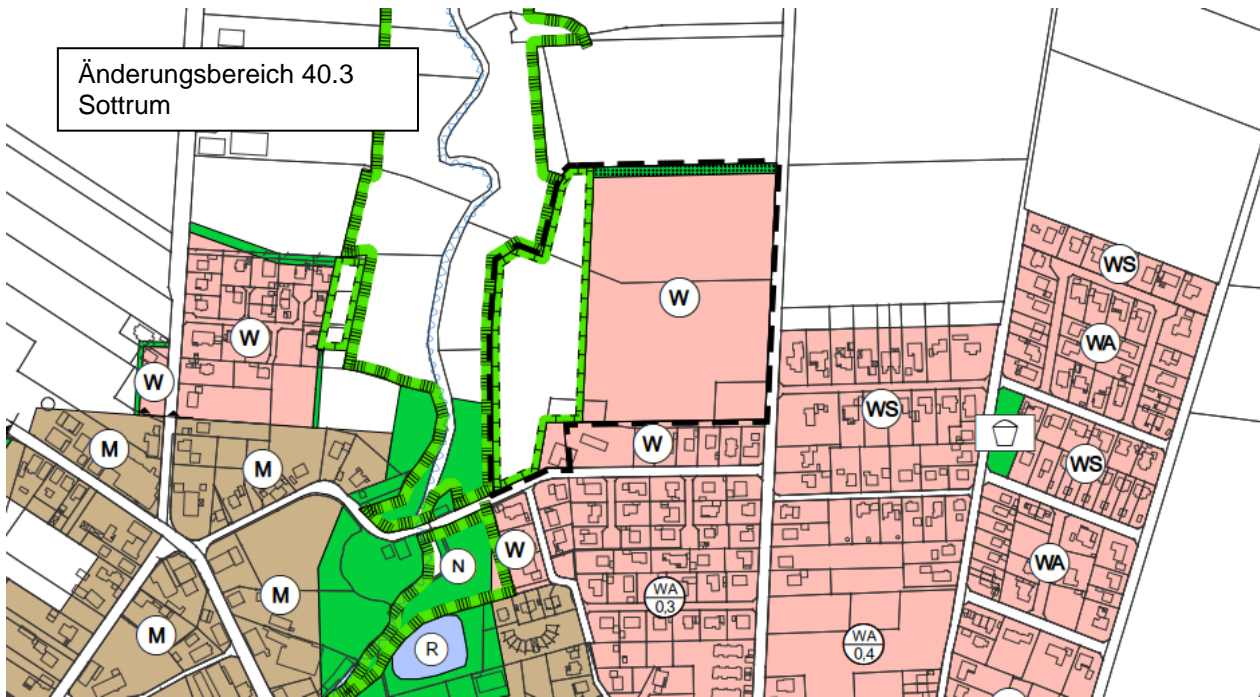 Änderungsbereich 40.3
Sottrum
WS
W
W
WA
W
WS
M
W
M
WS
WA
W
N
M
WA
0,3
M
WA
0,4
R